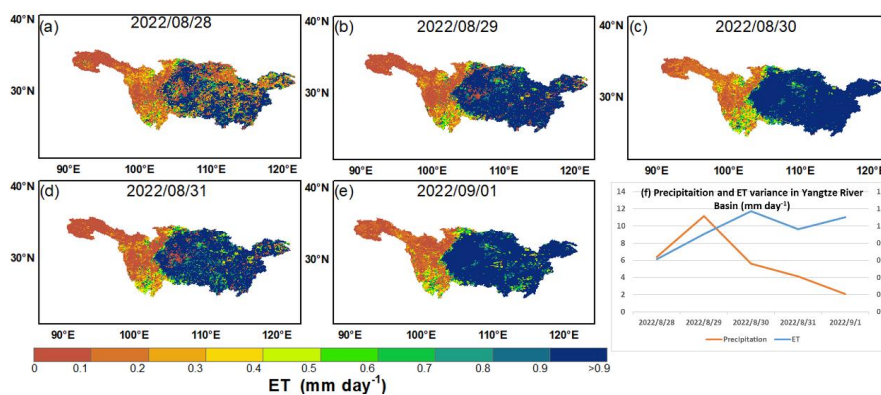 (a) 2022/08/28
(b) 2022/08/29
(c) 2022/08/30
40°N
30°N
40°N
30°N
40°N
30°N
90°E 100°E 110°E 120°E
90°E 100°E 110°E 120°E
90°E 100°E 110°E 120°E
(d) 2022/08/31
(e) 2022/09/01
40°N
30°N
40°N
30°N
90°E 100°E 110°E 120°E
90°E 100°E 110°E 120°E
(f) Precipitaition and ET variance in Yangtze River
Basin (mm day-1)
14
12
10
8
6
4
2
0
2022/8/28 2022/8/29 2022/8/30 2022/8/31 2022/9/1
Precipitation ET
0 0.1 0.2 0.3 0.4 0.5 0.6 0.7 0.8 0.9 >0.9
ET (mm day-1)